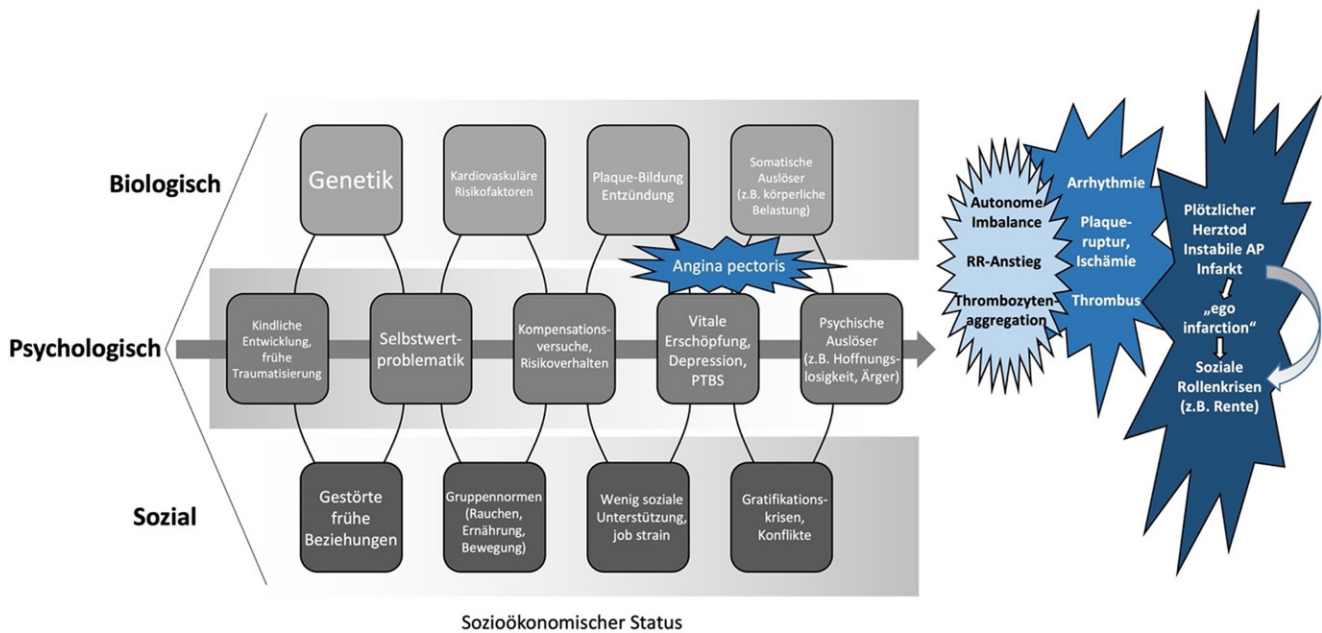 Biologisch
Genetik
Kardiovaskuläre
Risikofaktoren
Plaque-Bildung
Entzündung
Somatische
Auslöser
(z.B. körperliche
Belastung)
Angina pectoris
Psychologisch
Kindliche
Entwicklung,
frühe
Traumatisierung
Selbstwert-
problematik
Kompensations-
versuche,
Risikoverhalten
Vitale
Erschöpfung,
Depression,
PTBS
Psychische
Auslöser
(z.B. Hoffnungs-
losigkeit, Ärger)
Sozial
Gestörte
frühe
Beziehungen
Gruppennormen
(Rauchen,
Ernährung,
Bewegung)
Wenig soziale
Unterstützung,
job strain
Gratifikations-
krisen,
Konflikte
Sozioökonomischer Status
Autonome
Imbalance
RR-Anstieg
Thrombozyten-
aggregation
Arrhythmie
Plaque-
ruptur,
Ischämie
Thrombus
Plötzlicher
Herztod
Instabile AP
Infarkt
„ego
infarction“
Soziale
Rollenkrisen
(z.B. Rente)